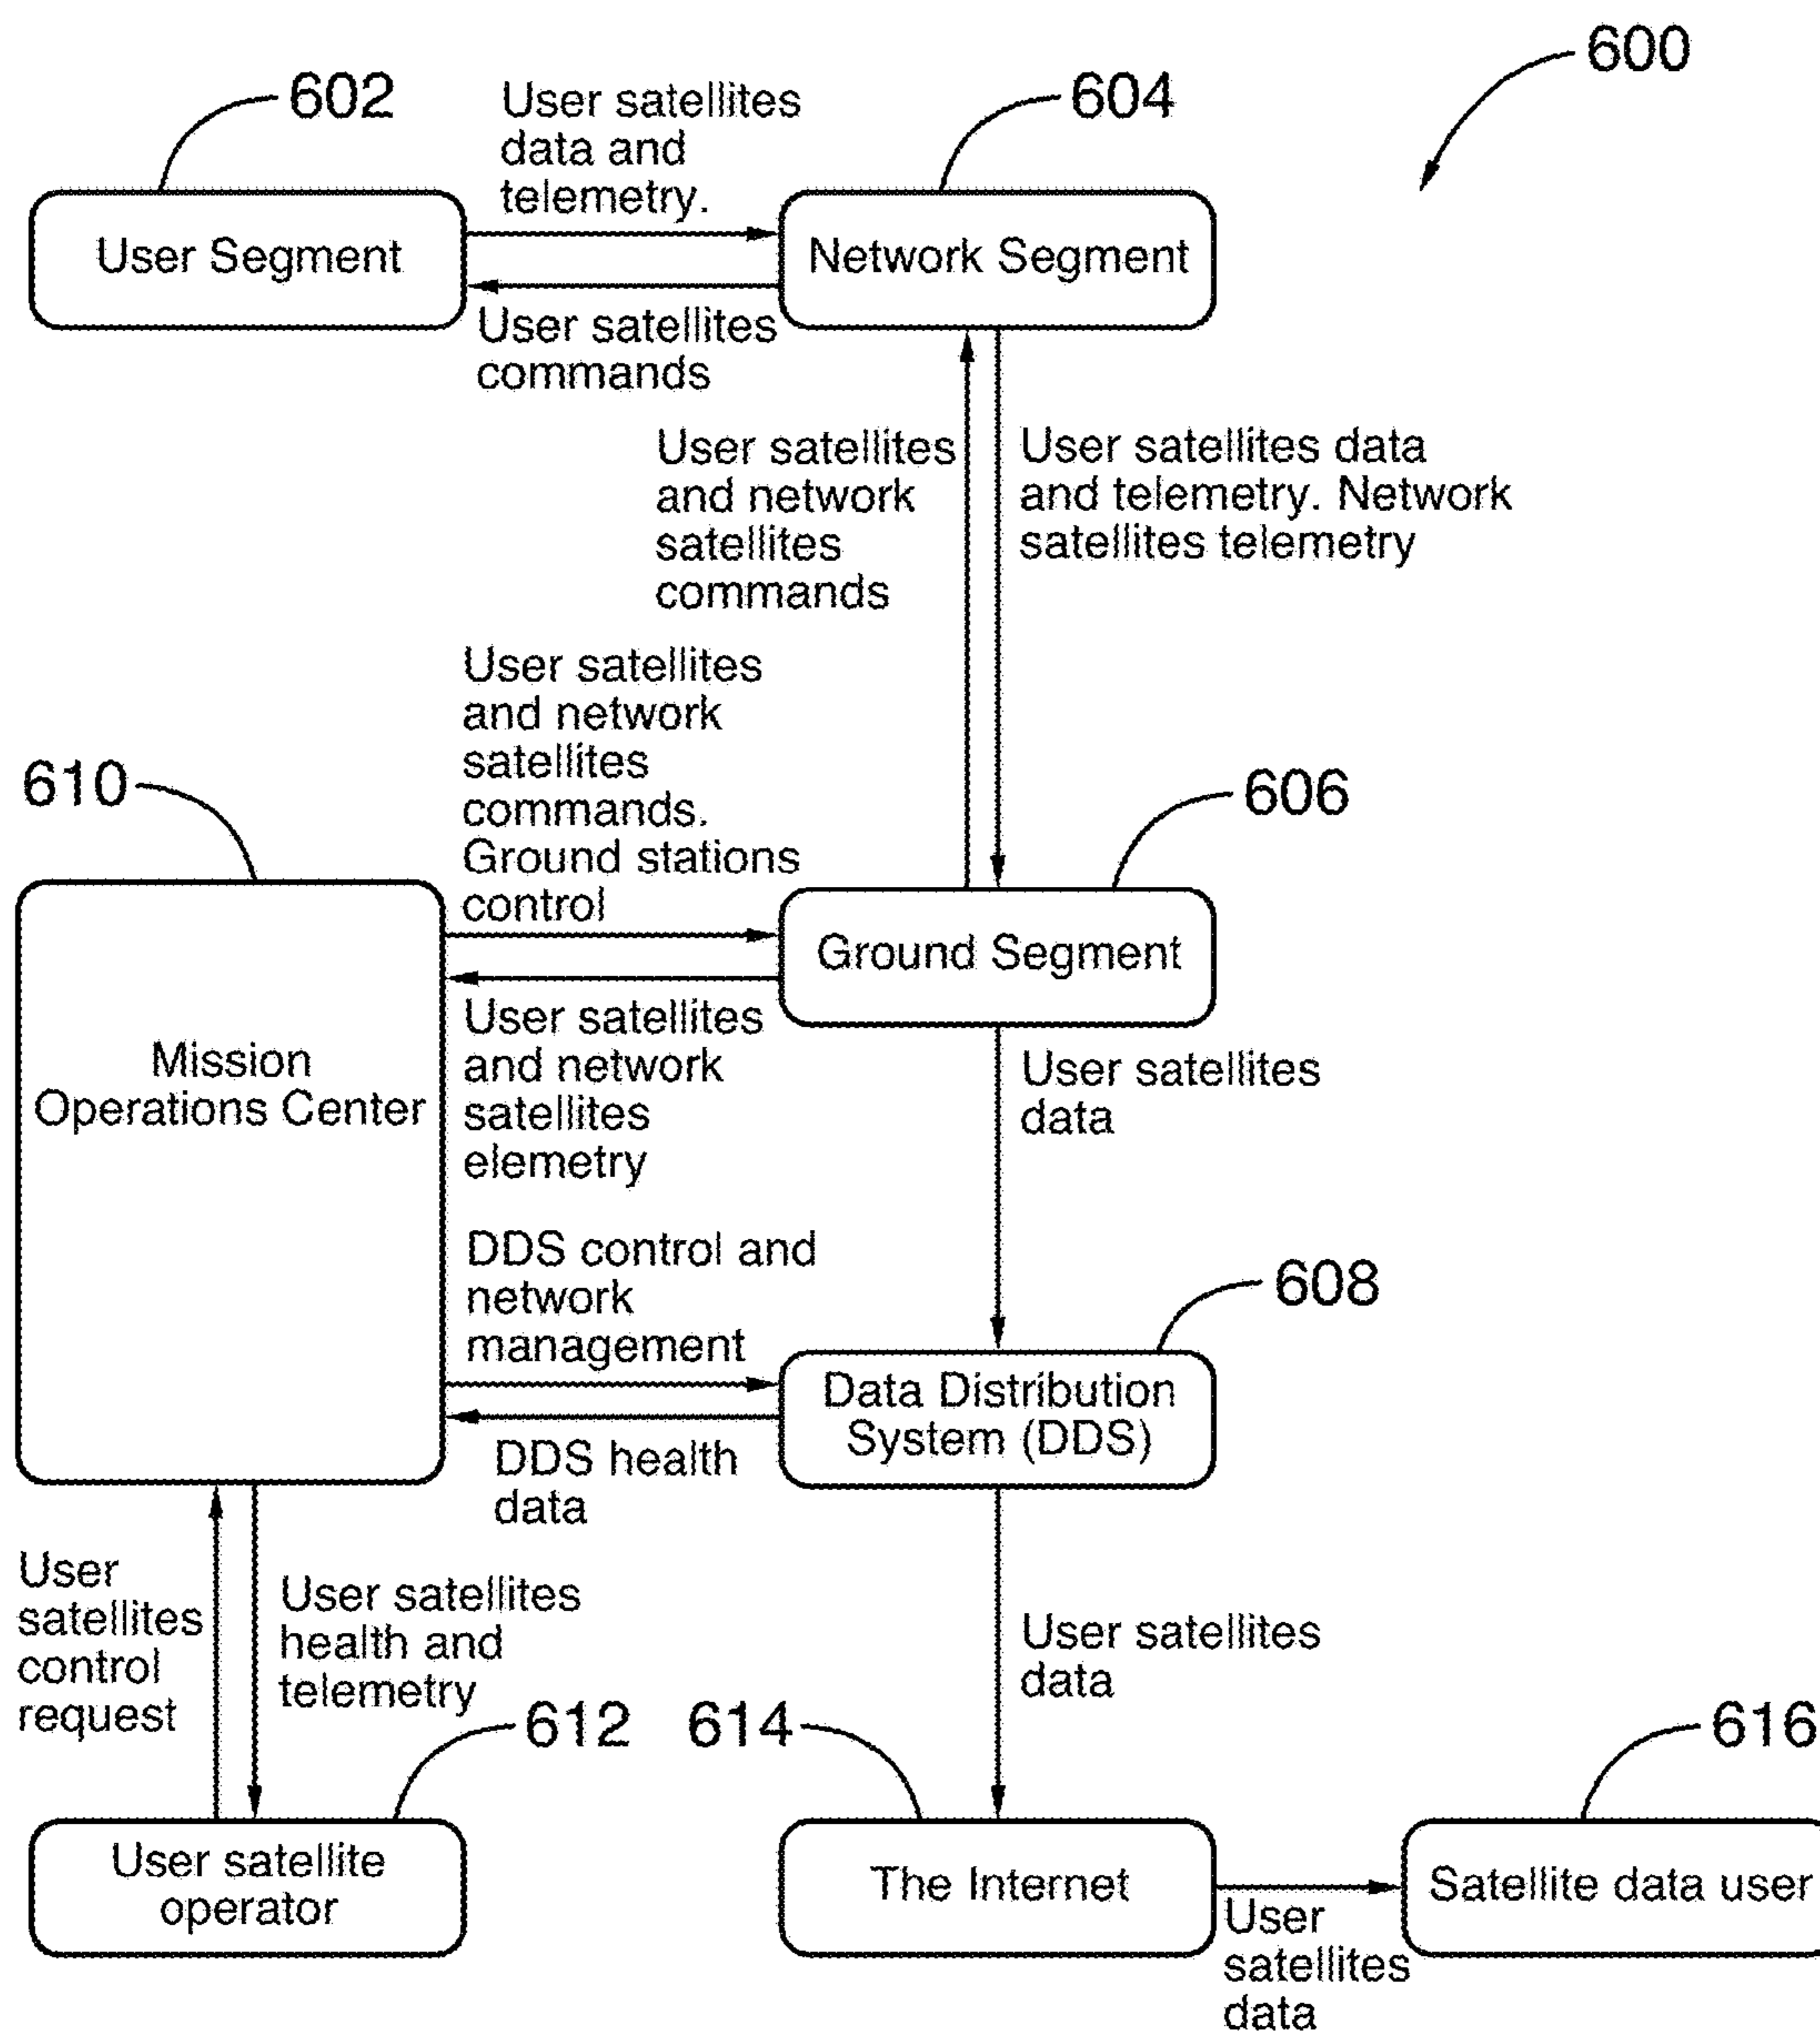 600
602
User satellites
data and
telemetry.
604
User Segment
Network Segment
User satellites
commands
User satellites
and network
satellites
commands
User satellites data
and telemetry. Network
satellites telemetry
User satellites
and network
satellites
commands.
Ground stations
control
610
606
Ground Segment
Mission
Operations Center
User satellites
and network
satellites
elemetry
User satellites
data
DDS control and
network
management
608
Data Distribution
System (DDS)
DDS health
data
User
satellites
control
request
User satellites
health and
telemetry
User satellites
data
612
614
616
User satellite
operator
The Internet
Satellite data user
User
satellites
data